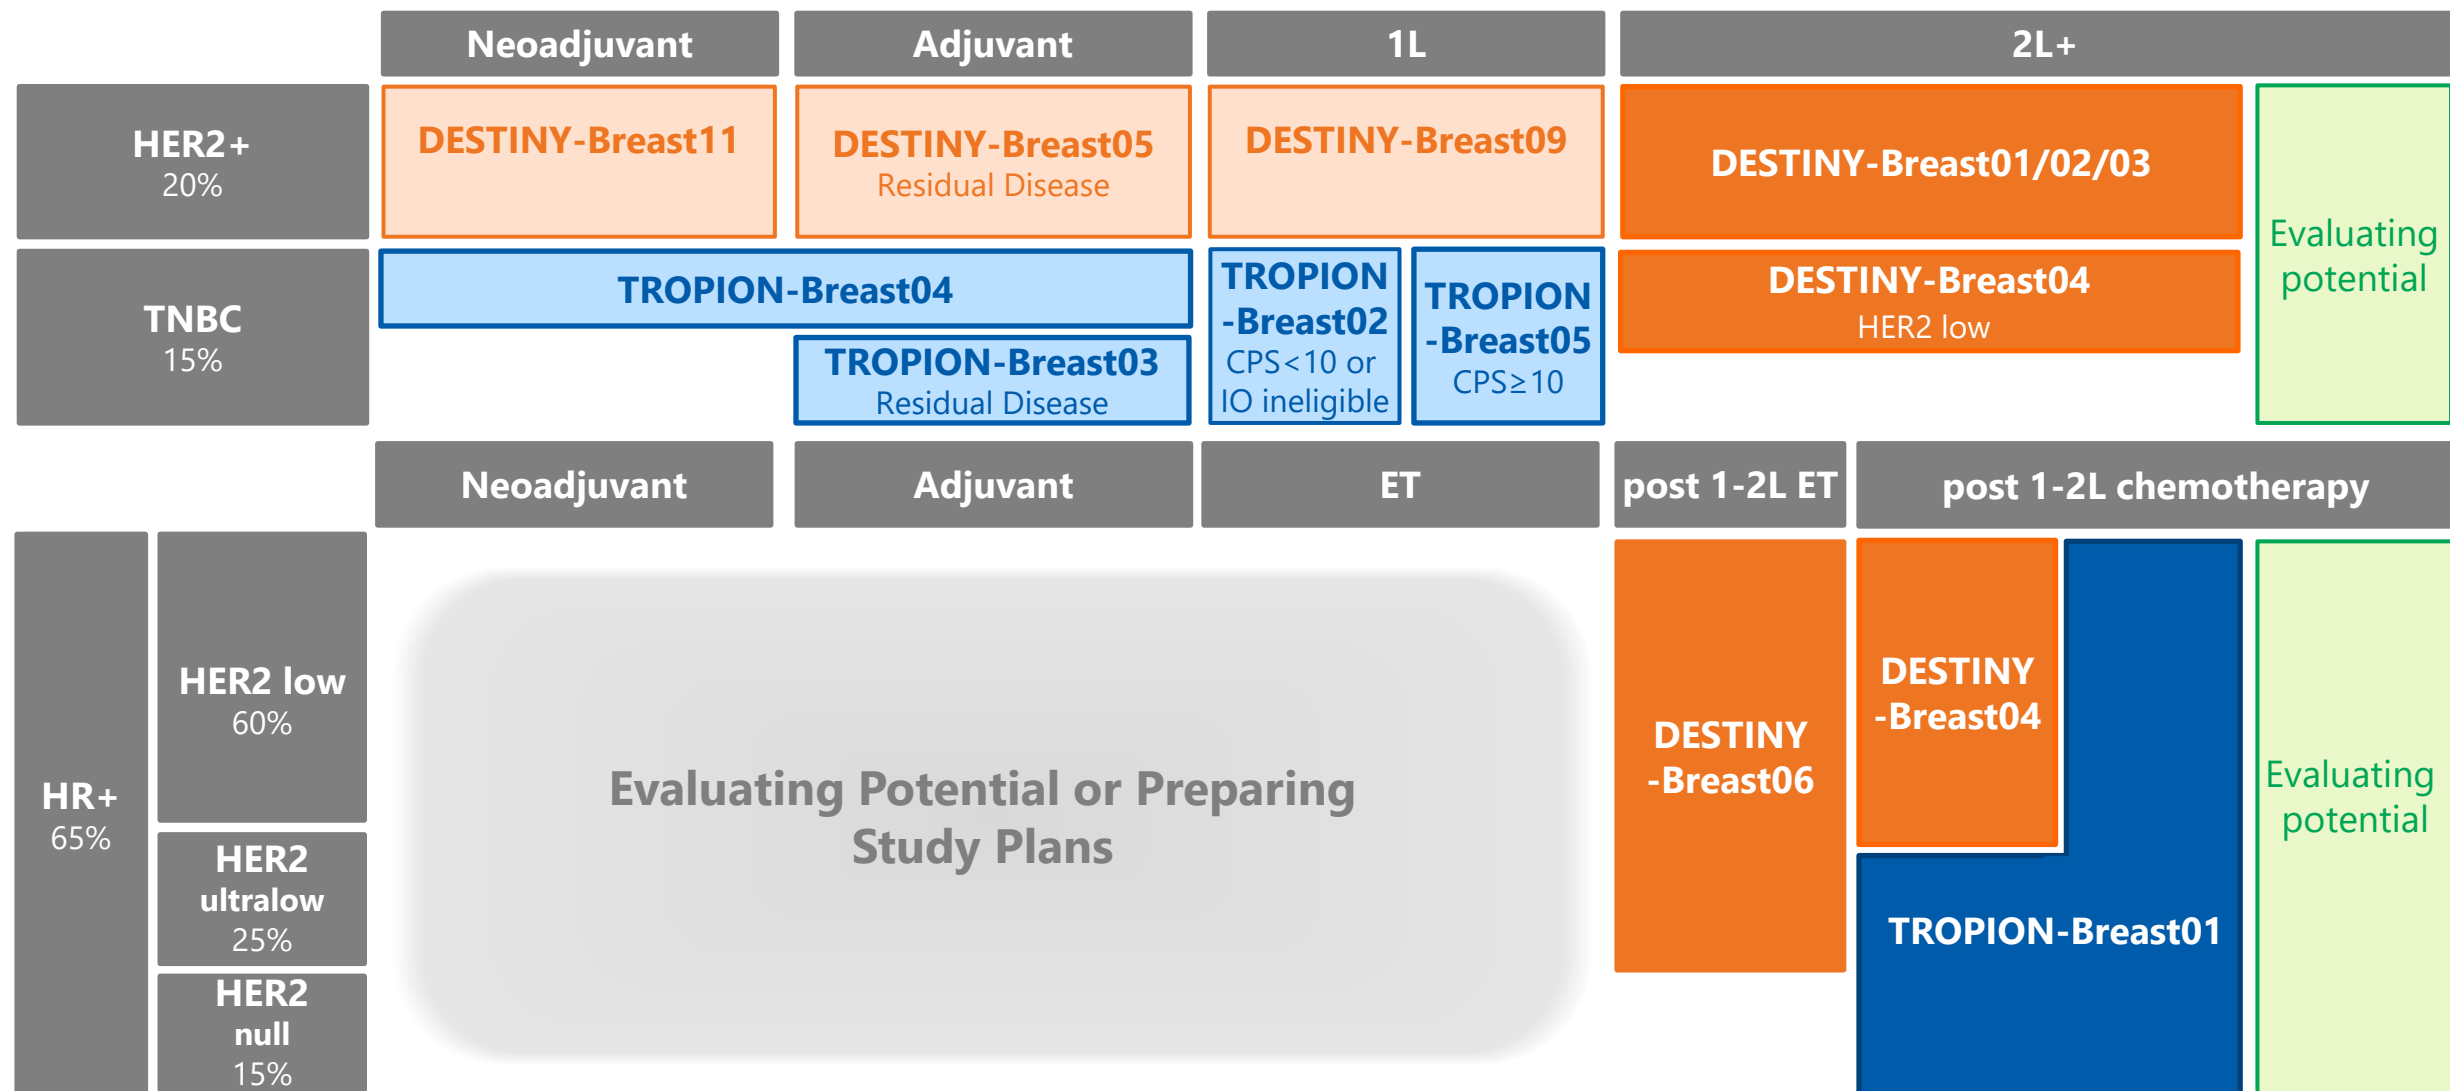 Neoadjuvant
Adjuvant
1L
2L+
HER2+
20%
DESTINY-Breast11
DESTINY-Breast05
Residual Disease
DESTINY-Breast09
DESTINY-Breast01/02/03
Evaluating
potential
TNBC
15%
TROPION-Breast04
TROPION-Breast03
Residual Disease
TROPION
-Breast02
CPS<10 or
IO ineligible
TROPION
-Breast05
CPS≥10
DESTINY-Breast04
HER2 low
Neoadjuvant
Adjuvant
ET
post 1-2L ET
post 1-2L chemotherapy
HR+
65%
HER2 low
60%
HER2
ultralow
25%
HER2
null
15%
Evaluating Potential or Preparing
Study Plans
DESTINY
-Breast06
DESTINY
-Breast04
TROPION-Breast01
Evaluating
potential